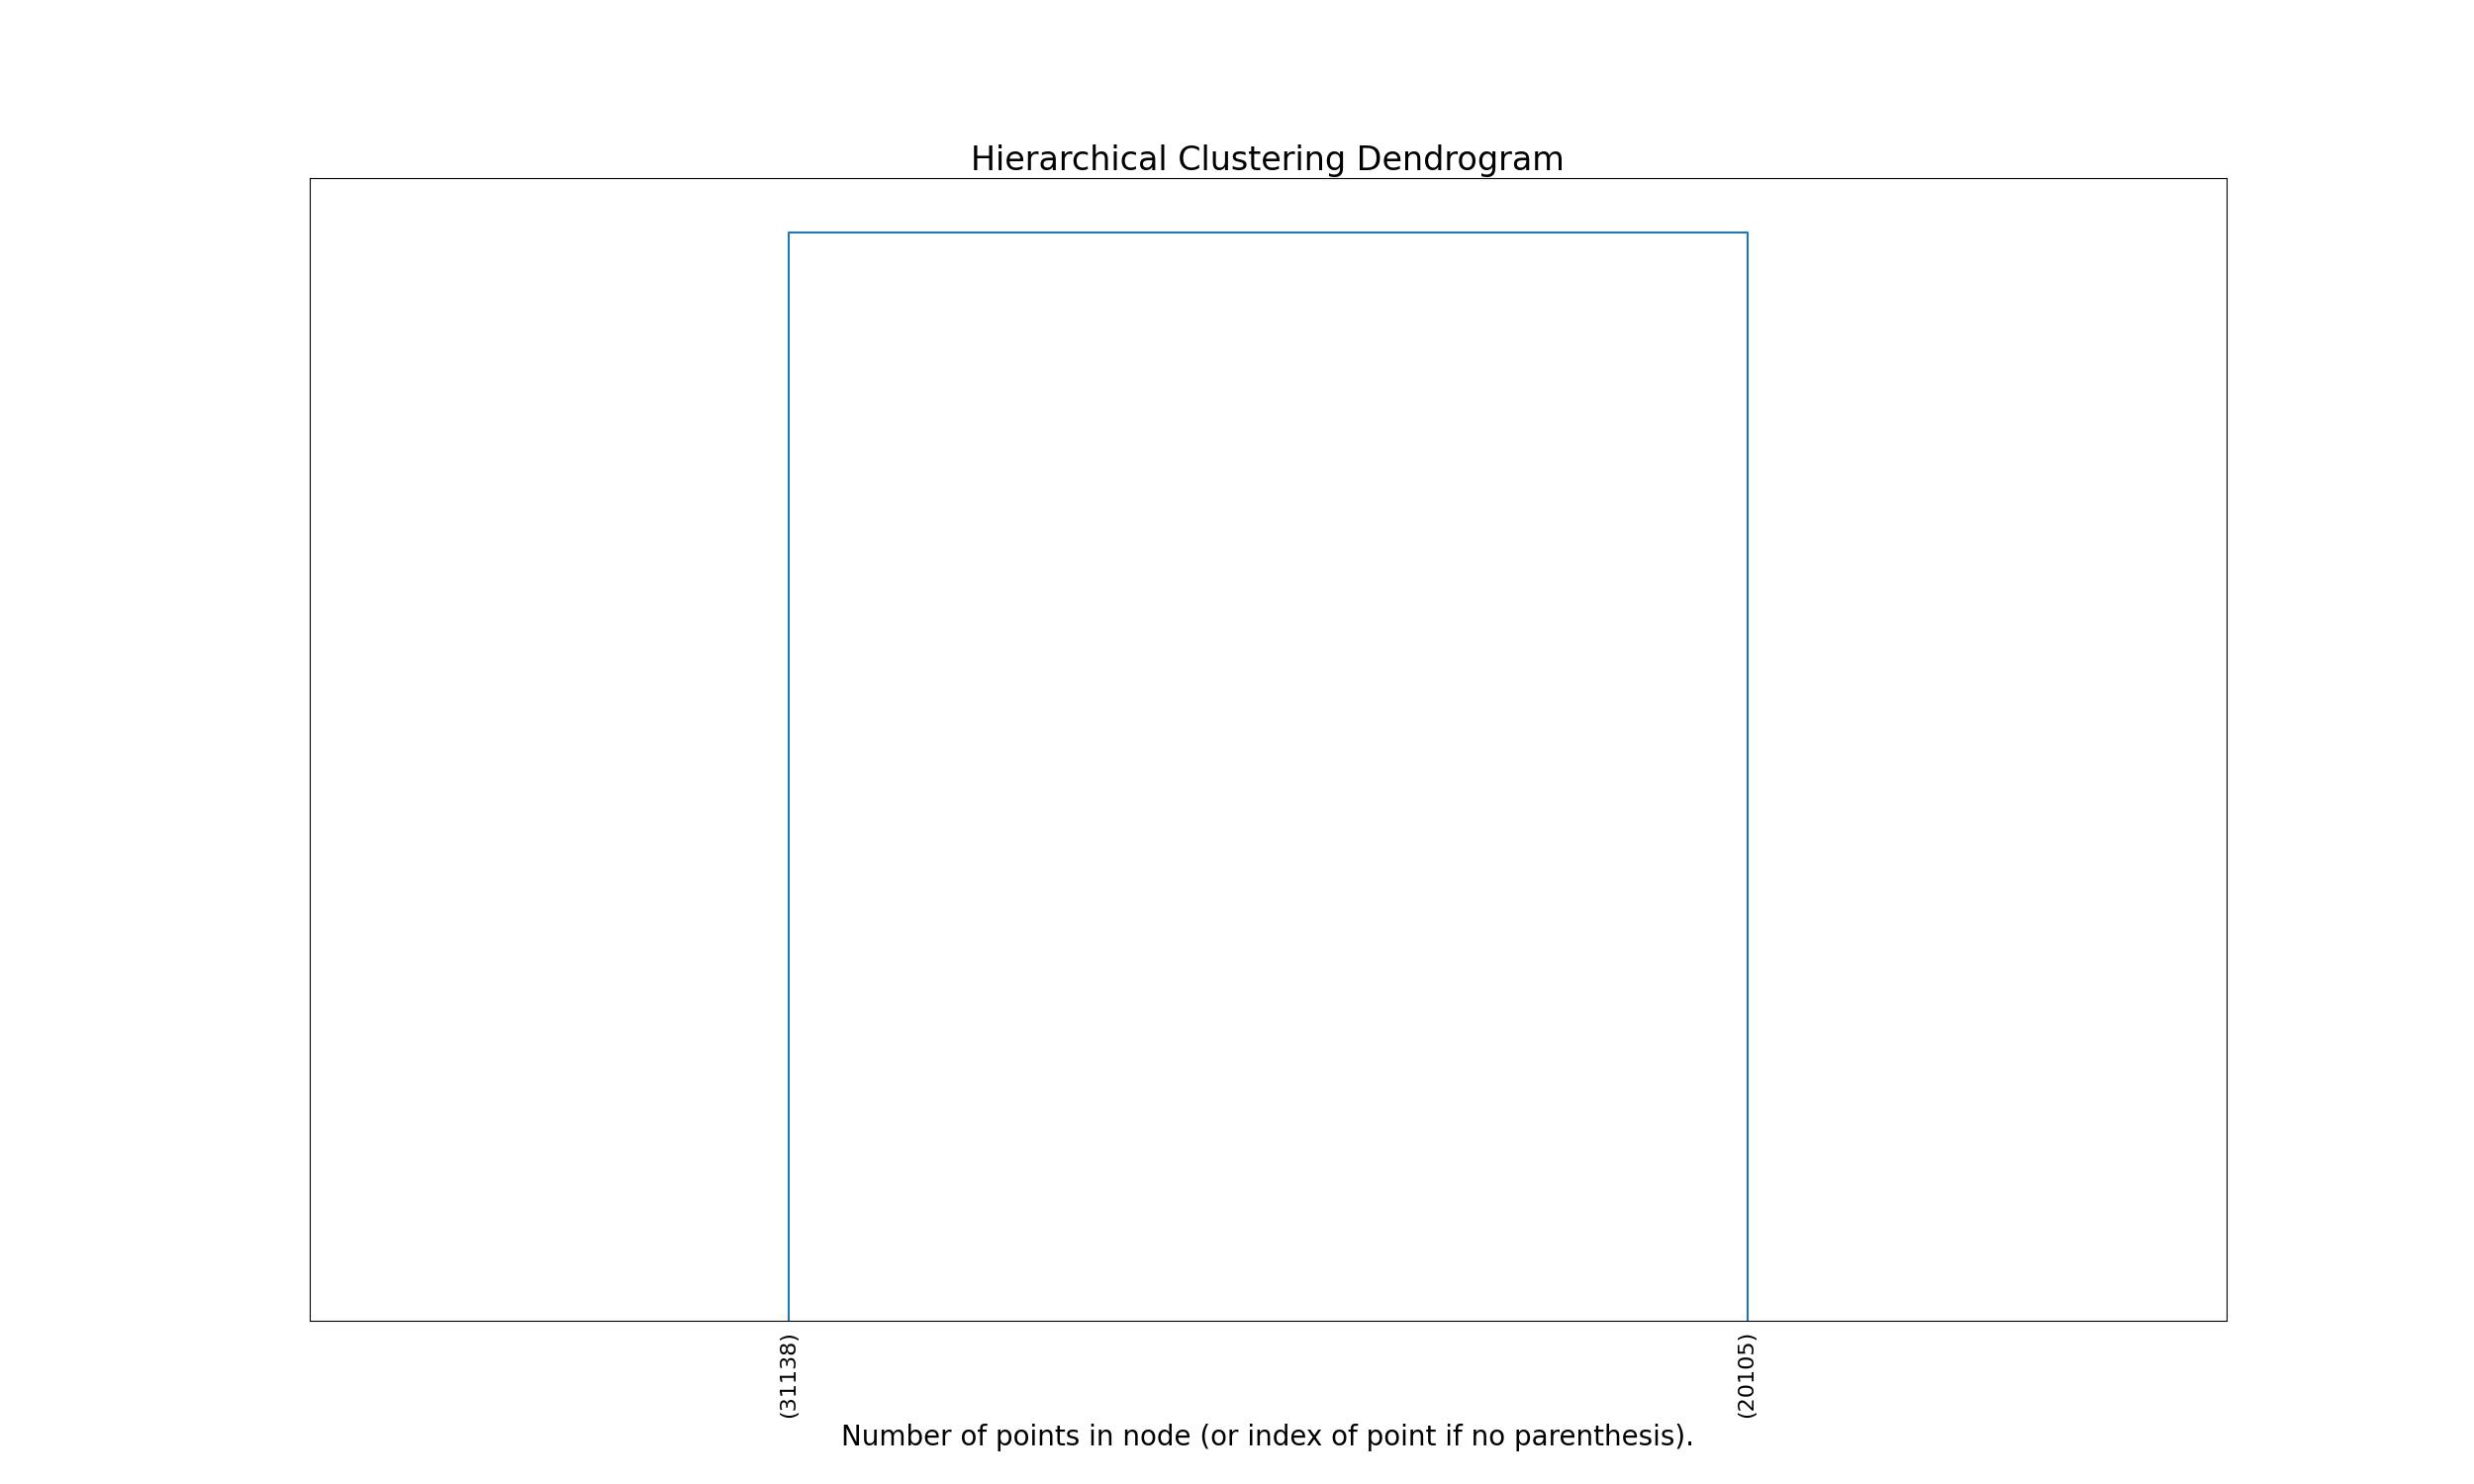 Hierarchical Clustering Dendrogram
(31138)
(20105)
Number of points in node (or index of point if no parenthesis).